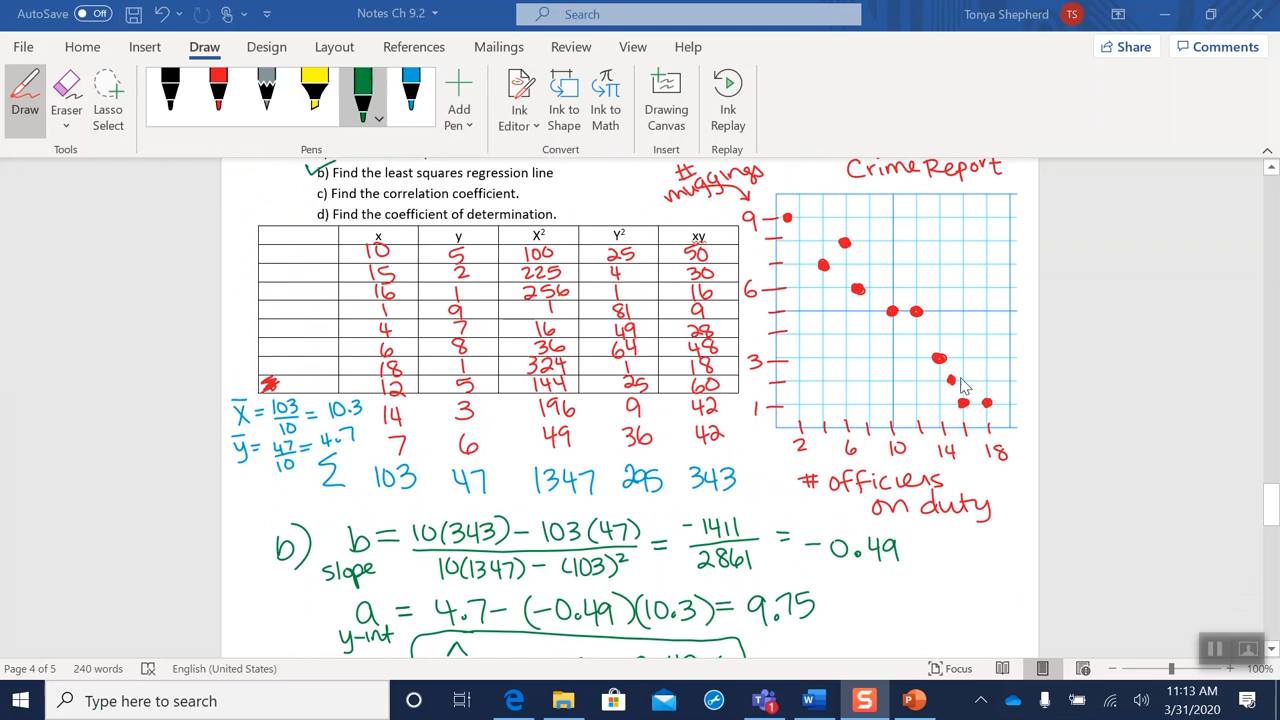 AutoSave Off Notes Ch 9.2 Search Tonya Shepherd TS
File Home Insert Draw Design Layout References Mailings Review View Help Share Comments
Draw Eraser Lasso Select Add Pen Ink Editor Ink to Shape Ink to Math Drawing Canvas Ink Replay
Tools Pens Convert Insert Replay
b) Find the least squares regression line
c) Find the correlation coefficient.
d) Find the coefficient of determination.
# muggings
Crime Report
x y X² Y² xy
10 5 100 25 50
15 2 225 4 30
16 1 256 1 16
1 9 1 81 9
4 7 16 49 28
6 8 36 64 48
18 1 324 1 18
12 5 144 25 60
14 3 196 9 42
7 6 49 36 42
Σ 103 47 1347 295 343
x̄ = 103/10 = 10.3
ȳ = 47/10 = 4.7
9
6
3
1
2 6 10 14 18
# officers
on duty
b) b = 10(343) - 103(47) / 10(1347) - (103)² = -1411/2861 = -0.49
slope
a = 4.7 - (-0.49)(10.3) = 9.75
y-int
Page 4 of 5 240 words English (United States) Focus 100%
Type here to search 11:13 AM
3/31/2020